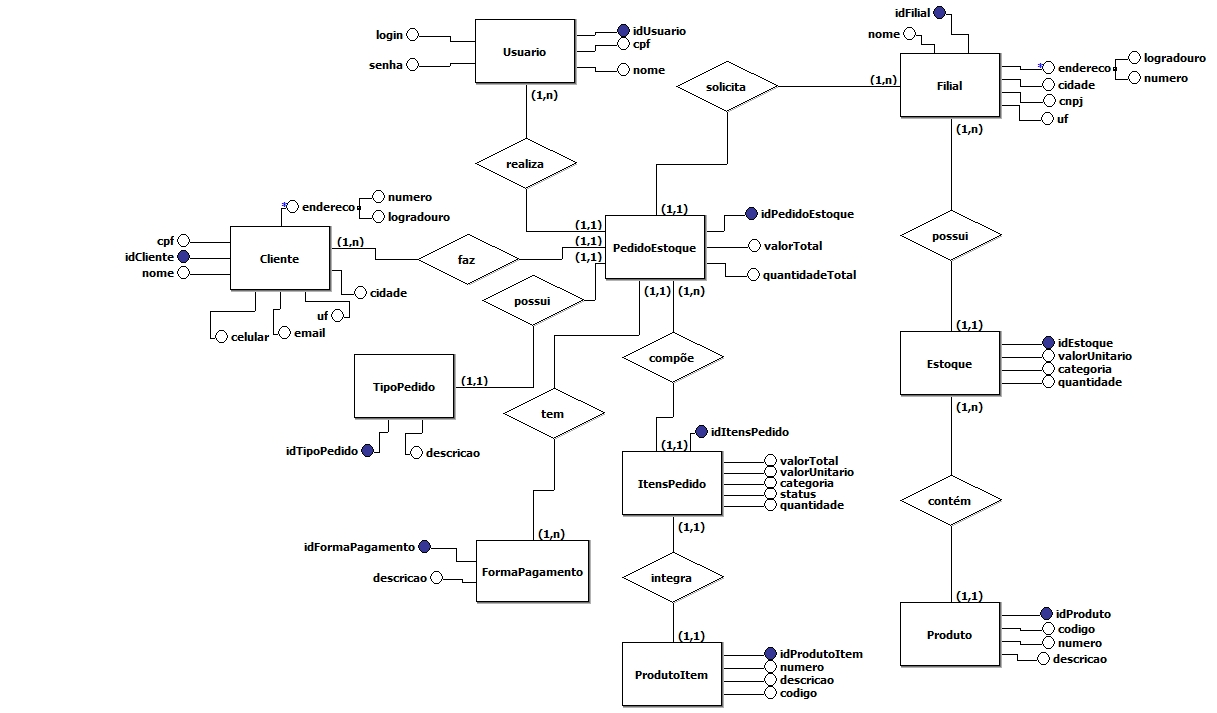 idFilial
nome
login
idUsuario
cpf
Usuario
senha
nome
(1,n)
solicita
(1,n)
Filial
endereco
logradouro
numero
cidade
cnpj
uf
(1,n)
realiza
numero
endereco
logradouro
(1,1)
idPedidoEstoque
cpf
idCliente
nome
Cliente
(1,n)
faz
(1,1)
(1,1)
(1,1)
PedidoEstoque
valorTotal
quantidadeTotal
possui
cidade
uf
celular
email
possui
(1,1)
(1,n)
(1,1)
idEstoque
valorUnitario
categoria
quantidade
Estoque
compõe
TipoPedido
(1,1)
(1,n)
tem
idTipoPedido
descricao
idItensPedido
(1,1)
ItensPedido
valorTotal
valorUnitario
categoria
status
quantidade
contém
(1,1)
(1,n)
idFormaPagamento
descricao
FormaPagamento
integra
(1,1)
idProduto
codigo
numero
descricao
Produto
(1,1)
ProdutoItem
idProdutoItem
numero
descricao
codigo